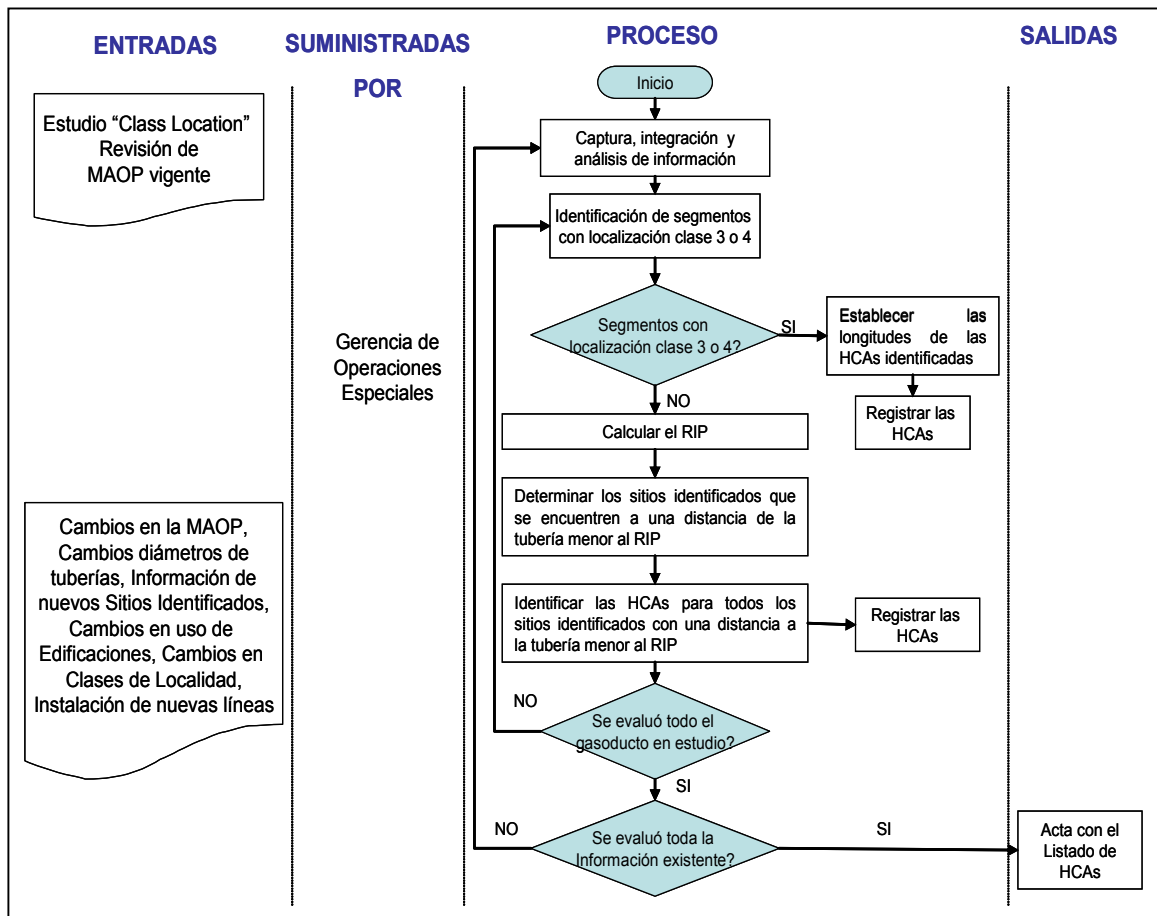 ENTRADAS
SUMINISTRADAS
POR
PROCESO
SALIDAS
Estudio “Class Location”
Revisión de
MAOP vigente
Cambios en la MAOP,
Cambios diámetros de
tuberías, Información de
nuevos Sitios Identificados,
Cambios en uso de
Edificaciones, Cambios en
Clases de Localidad,
Instalación de nuevas líneas
Gerencia de
Operaciones
Especiales
Inicio
Captura, integración y
análisis de información
Identificación de segmentos
con localización clase 3 o 4
Segmentos con
localización clase 3 o 4?
SI
Establecer las
longitudes de las
HCAs identificadas
Registrar las
HCAs
NO
Calcular el RIP
Determinar los sitios identificados que
se encuentren a una distancia de la
tubería menor al RIP
Identificar las HCAs para todos los
sitios identificados con una distancia a
la tubería menor al RIP
Registrar las
HCAs
NO
Se evaluó todo el
gasoducto en estudio?
SI
NO
Se evaluó toda la
Información existente?
SI
Acta con el
Listado de
HCAs